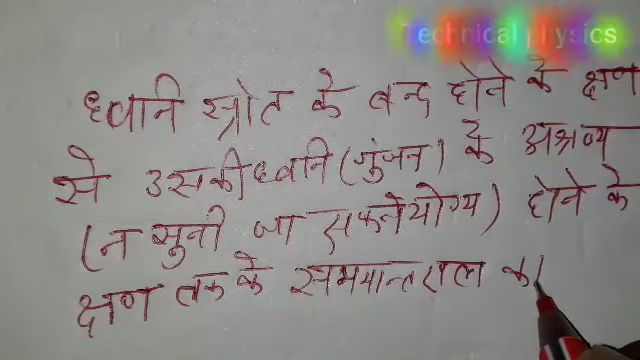 Technical physics
ध्वनि स्रोत के बन्द होने के क्षण
से उसकी ध्वनि (गुंजन) के अश्रव्य
(न सुनी जा सकने योग्य) होने के
क्षण तक के समयान्तराल का